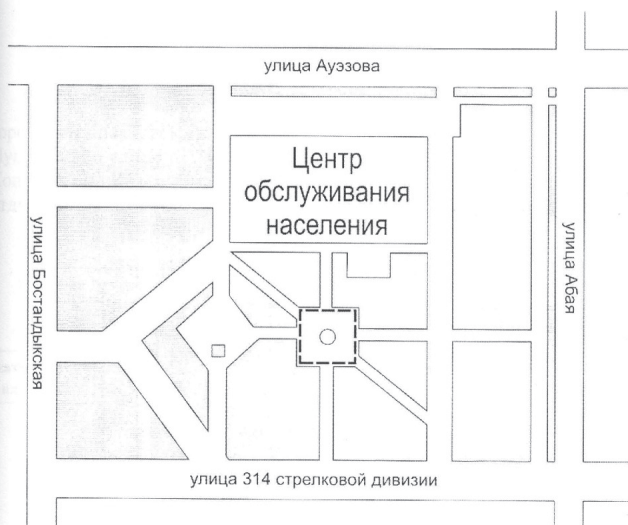 улица Ауэзова
Центр
обслуживания
населения
улица Бостандыкская
улица Абая
улица 314 стрелковой дивизии